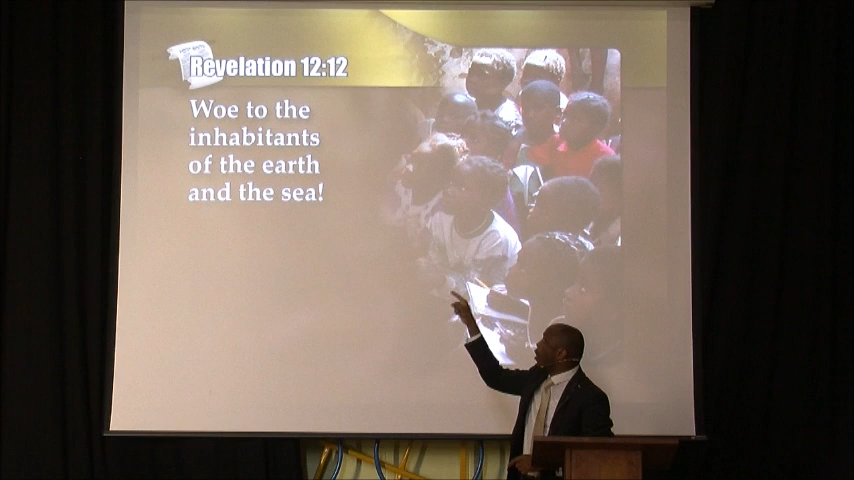 Revelation 12:12
Woe to the
inhabitants
of the earth
and the sea!